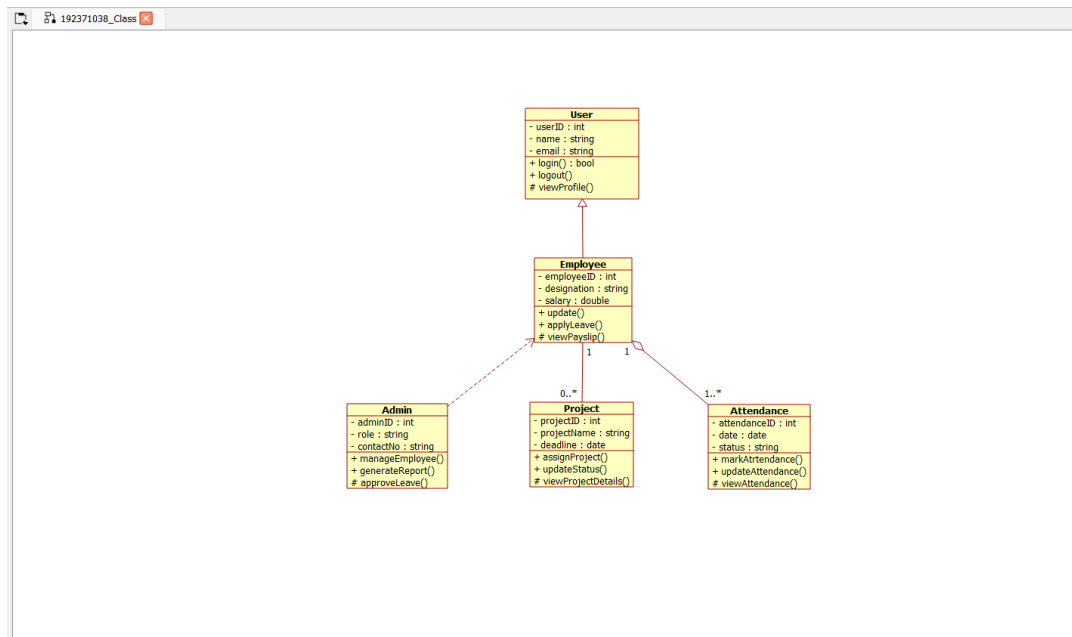 192371038_Class
User
- userID : int
- name : string
- email : string
+ login() : bool
+ logout()
# viewProfile()
Employee
- employeeID : int
- designation : string
- salary : double
+ update()
+ applyLeave()
# viewPayslip()
1
1
0..*
1..*
Admin
- adminID : int
- role : string
- contactNo : string
+ manageEmployee()
+ generateReport()
# approveLeave()
Project
- projectID : int
- projectName : string
- deadline : date
+ assignProject()
+ updateStatus()
# viewProjectDetails()
Attendance
- attendanceID : int
- date : date
- status : string
+ markAtrtendance()
+ updateAttendance()
# viewAttendance()